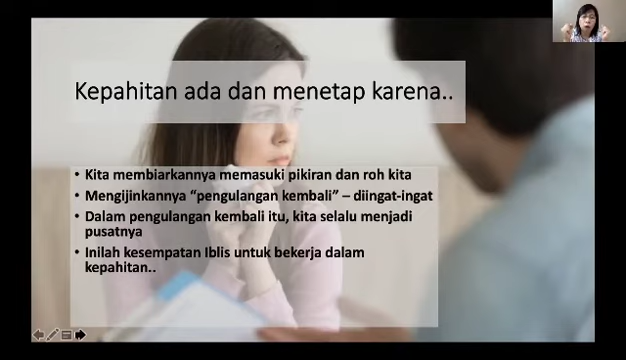 Kepahitan ada dan menetap karena..
• Kita membiarkannya memasuki pikiran dan roh kita
• Mengijinkannya “pengulangan kembali” – diingat-ingat
• Dalam pengulangan kembali itu, kita selalu menjadi
pusatnya
• Inilah kesempatan Iblis untuk bekerja dalam
kepahitan..